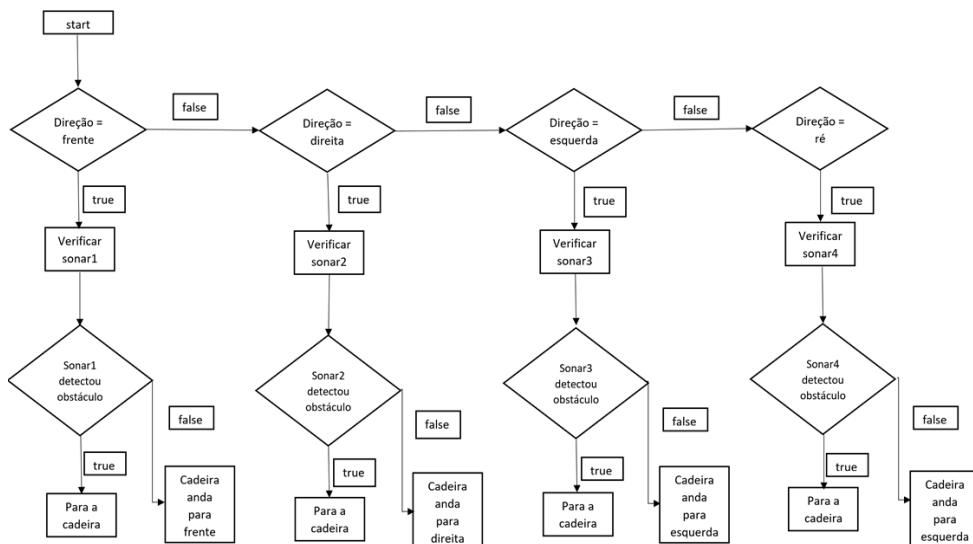 start
false
false
false
Direção =
frente
Direção =
direita
Direção =
esquerda
Direção =
ré
true
true
true
true
Verificar
sonar1
Verificar
sonar2
Verificar
sonar3
Verificar
sonar4
Sonar1
detectou
obstáculo
Sonar2
detectou
obstáculo
Sonar3
detectou
obstáculo
Sonar4
detectou
obstáculo
false
false
false
false
true
true
true
true
Para a
cadeira
Cadeira
anda
para
frente
Para a
cadeira
Cadeira
anda
para
direita
Para a
cadeira
Cadeira
anda
para
esquerda
Para a
cadeira
Cadeira
anda
para
esquerda